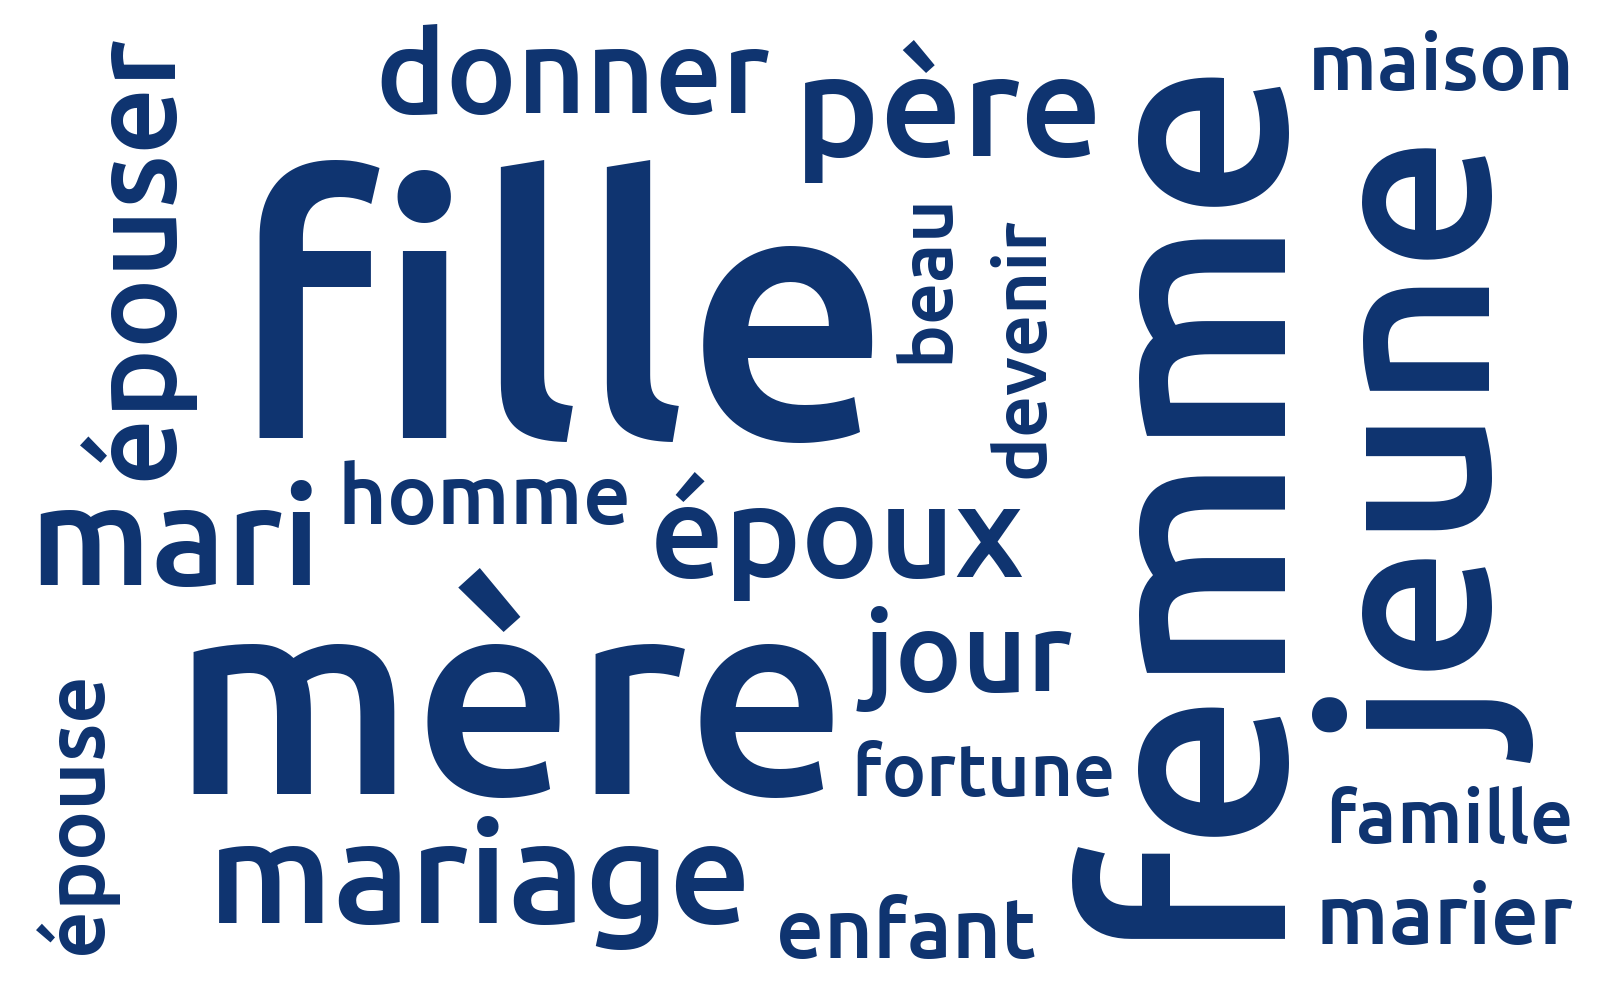 donner
père
maison
épouser
fille
beau
devenir
femme
jeune
mari
homme
époux
mère
jour
épouse
fortune
famille
mariage
enfant
marier